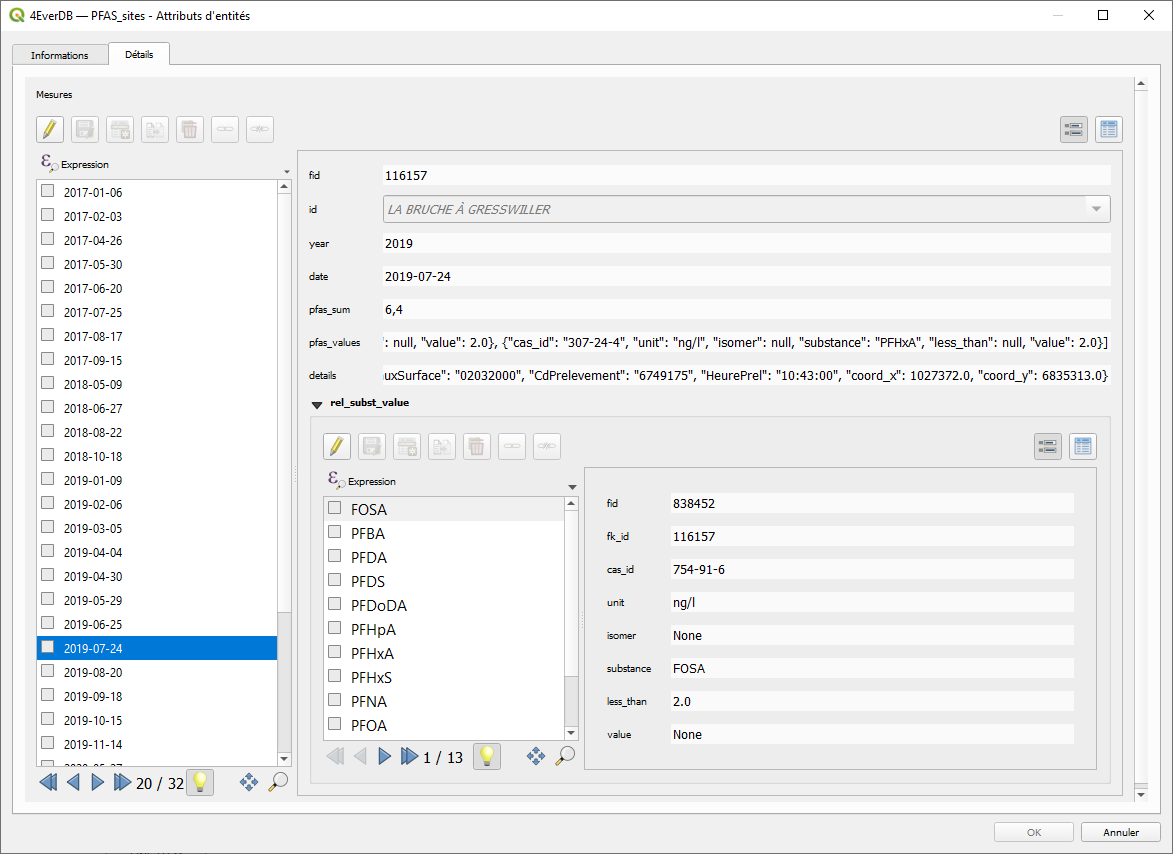 4EverDB — PFAS_sites - Attributs d'entités
Informations
Détails
Mesures
Expression
2017-01-06
2017-02-03
2017-04-26
2017-05-30
2017-06-20
2017-07-25
2017-08-17
2017-09-15
2018-05-09
2018-06-27
2018-08-22
2018-10-18
2019-01-09
2019-02-06
2019-03-05
2019-04-04
2019-04-30
2019-05-29
2019-06-25
2019-07-24
2019-08-20
2019-09-18
2019-10-15
2019-11-14
20 / 32
fid 116157
id LA BRUCHE À GRESSWILLER
year 2019
date 2019-07-24
pfas_sum 6,4
pfas_values ": null, "value": 2.0}, {"cas_id": "307-24-4", "unit": "ng/l", "isomer": null, "substance": "PFHxA", "less_than": null, "value": 2.0}]
details uxSurface": "02032000", "CdPrelevement": "6749175", "HeurePrel": "10:43:00", "coord_x": 1027372.0, "coord_y": 6835313.0}
rel_subst_value
Expression
FOSA
PFBA
PFDA
PFDS
PFDoDA
PFHpA
PFHxA
PFHxS
PFNA
PFOA
1 / 13
fid 838452
fk_id 116157
cas_id 754-91-6
unit ng/l
isomer None
substance FOSA
less_than 2.0
value None
OK
Annuler